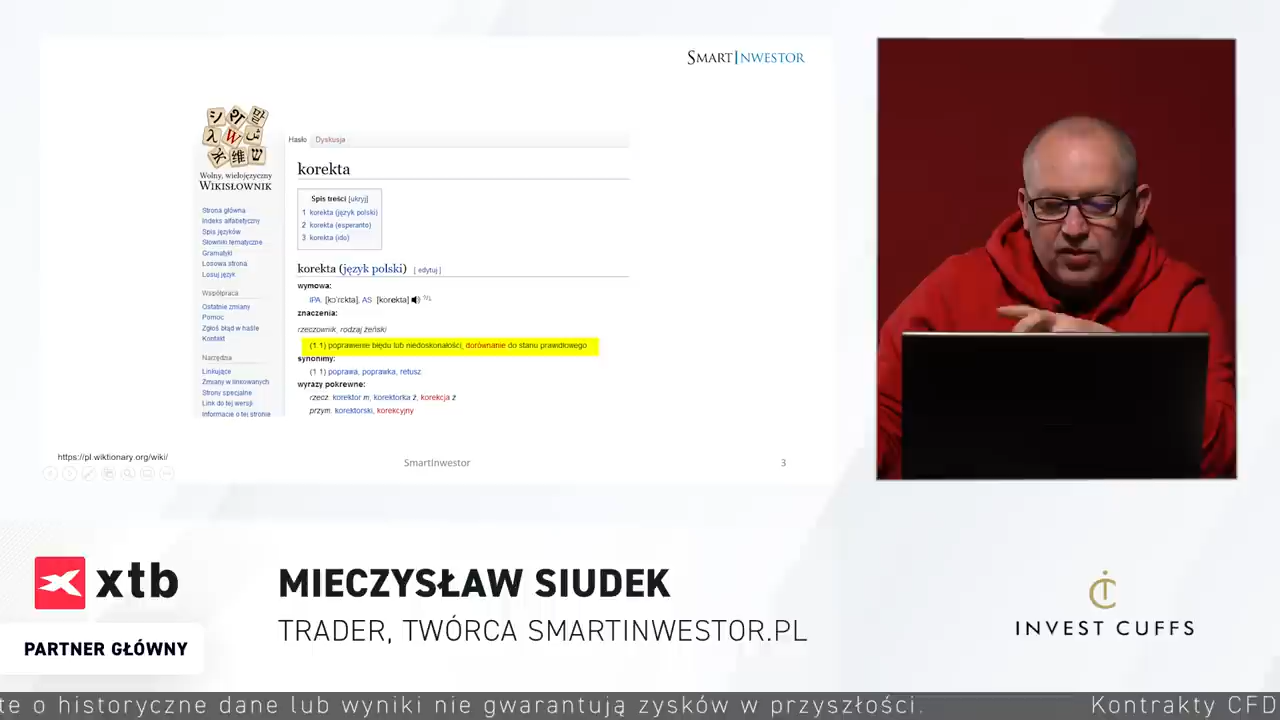 SMARTINWESTOR
Wolny, wielojęzyczny
WIKISŁOWNIK
Strona główna
Indeks alfabetyczny
Spis języków
Słowniki tematyczne
Gramatyki
Losowa strona
Losuj język
Współpraca
Ostatnie zmiany
Pomoc
Zgłoś błąd w haśle
Kontakt
Narzędzia
Linkujące
Zmiany w linkowanych
Strony specjalne
Link do tej wersji
Informacje o tej stronie
Hasło Dyskusja
korekta
Spis treści [ukryj]
1 korekta (język polski)
2 korekta (esperanto)
3 korekta (ido)
korekta (język polski) [ edytuj ]
wymowa:
IPA: [kɔˈrɛkta], AS: [korekta]
znaczenia:
rzeczownik, rodzaj żeński
(1.1) poprawienie błędu lub niedoskonałości, dorównanie do stanu prawidłowego
synonimy:
(1.1) poprawa, poprawka, retusz
wyrazy pokrewne:
rzecz. korektor m, korektorka ż, korekcja ż
przym. korektorski, korekcyjny
https://pl.wiktionary.org/wiki/
SmartInwestor
3
xtb
PARTNER GŁÓWNY
MIECZYSŁAW SIUDEK
TRADER, TWÓRCA SMARTINWESTOR.PL
INVEST CUFFS
te o historyczne dane lub wyniki nie gwarantują zysków w przyszłości. Kontrakty CFD